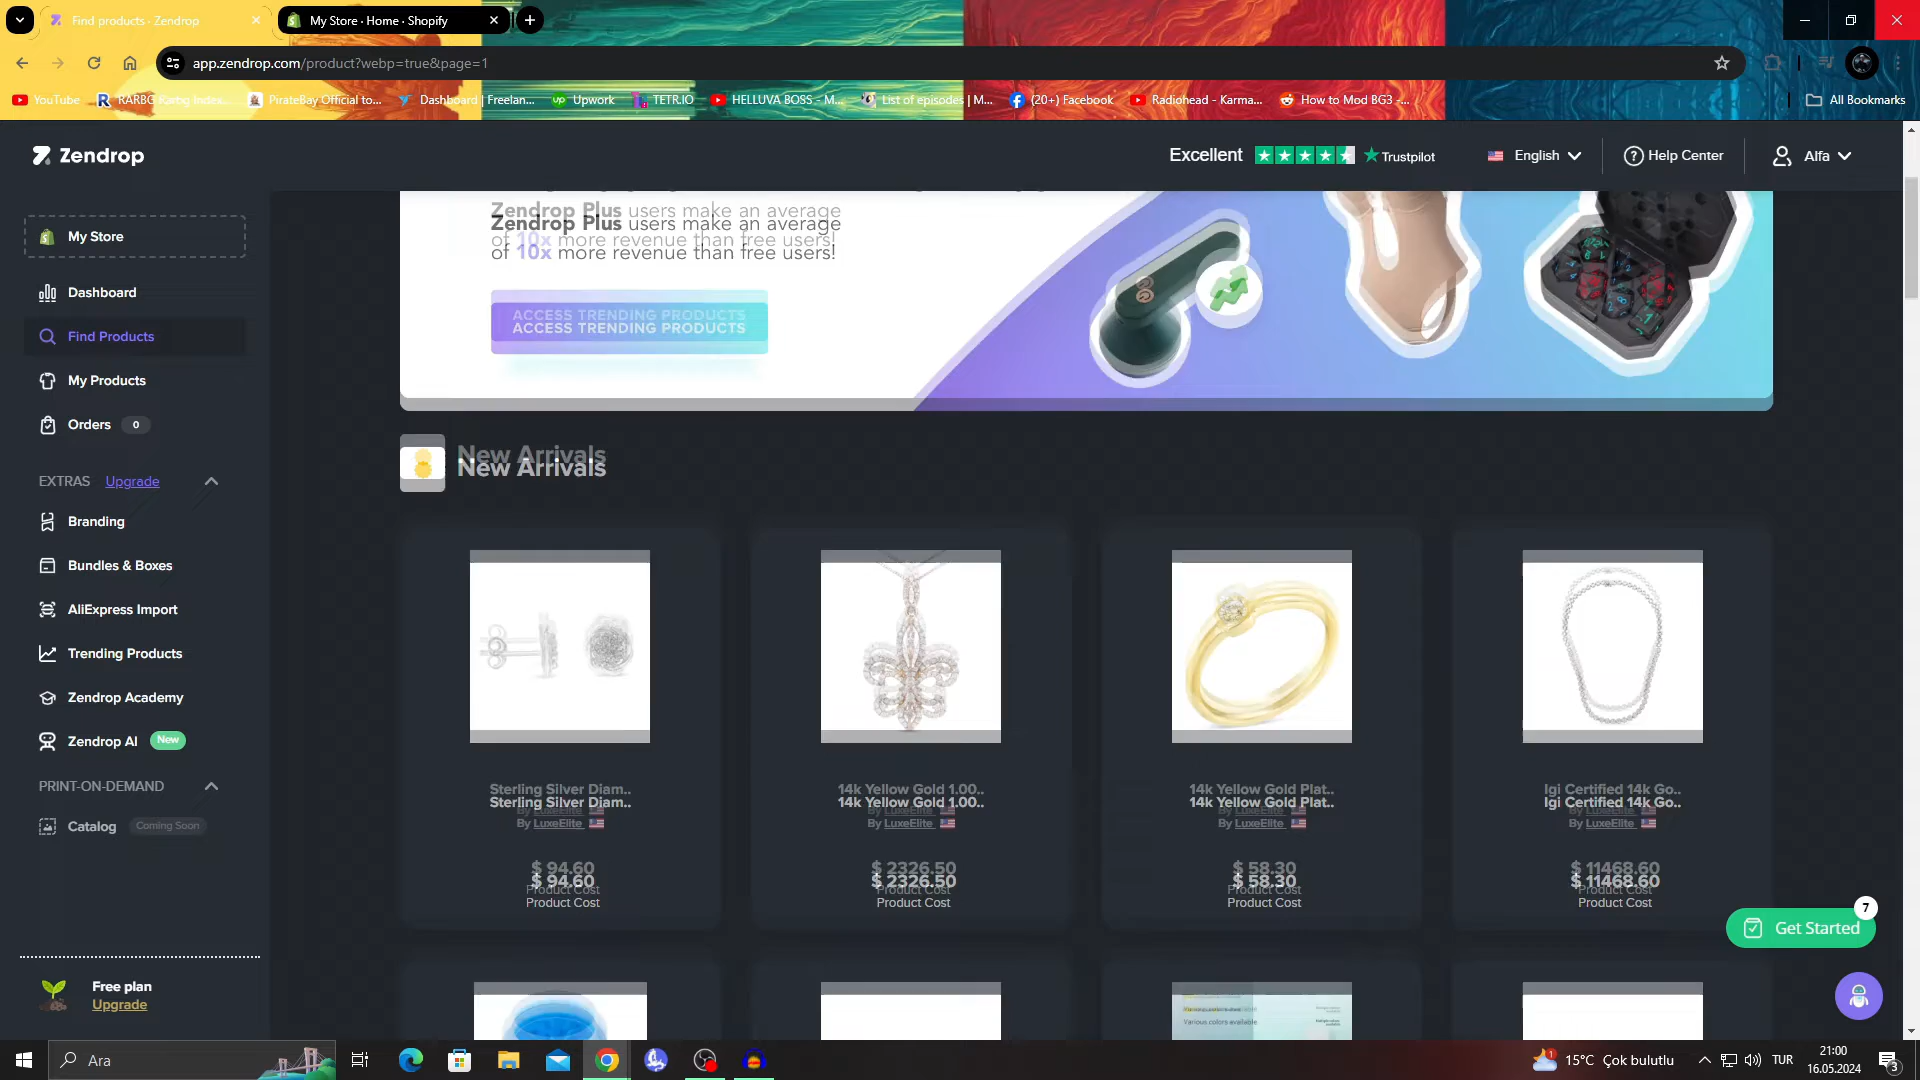 Find products · Zendrop
My Store · Home · Shopify
app.zendrop.com/product?webp=true&page=1
YouTube
RARBG Rarbg Index...
PirateBay Official to...
Dashboard | Freelan...
Upwork
TETR.IO
HELLUVA BOSS - M...
List of episodes | M...
(20+) Facebook
Radiohead - Karma...
How to Mod BG3 -...
All Bookmarks
Zendrop
Excellent
Trustpilot
English
Help Center
Alfa
My Store
Dashboard
Find Products
My Products
Orders 0
EXTRAS Upgrade
Branding
Bundles & Boxes
AliExpress Import
Trending Products
Zendrop Academy
Zendrop AI New
PRINT-ON-DEMAND
Catalog Coming Soon
Free plan
Upgrade
Zendrop Plus users make an average
of 10x more revenue than free users!
ACCESS TRENDING PRODUCTS
New Arrivals
Sterling Silver Diam..
By LuxeElite
$ 94.60
Product Cost
14k Yellow Gold 1.00..
By LuxeElite
$ 2326.50
Product Cost
14k Yellow Gold Plat..
By LuxeElite
$ 58.30
Product Cost
Igi Certified 14k Go..
By LuxeElite
$ 11468.60
Product Cost
Various colors available
7
Get Started
Ara
1
15°C Çok bulutlu
TUR
21:00
16.05.2024
3